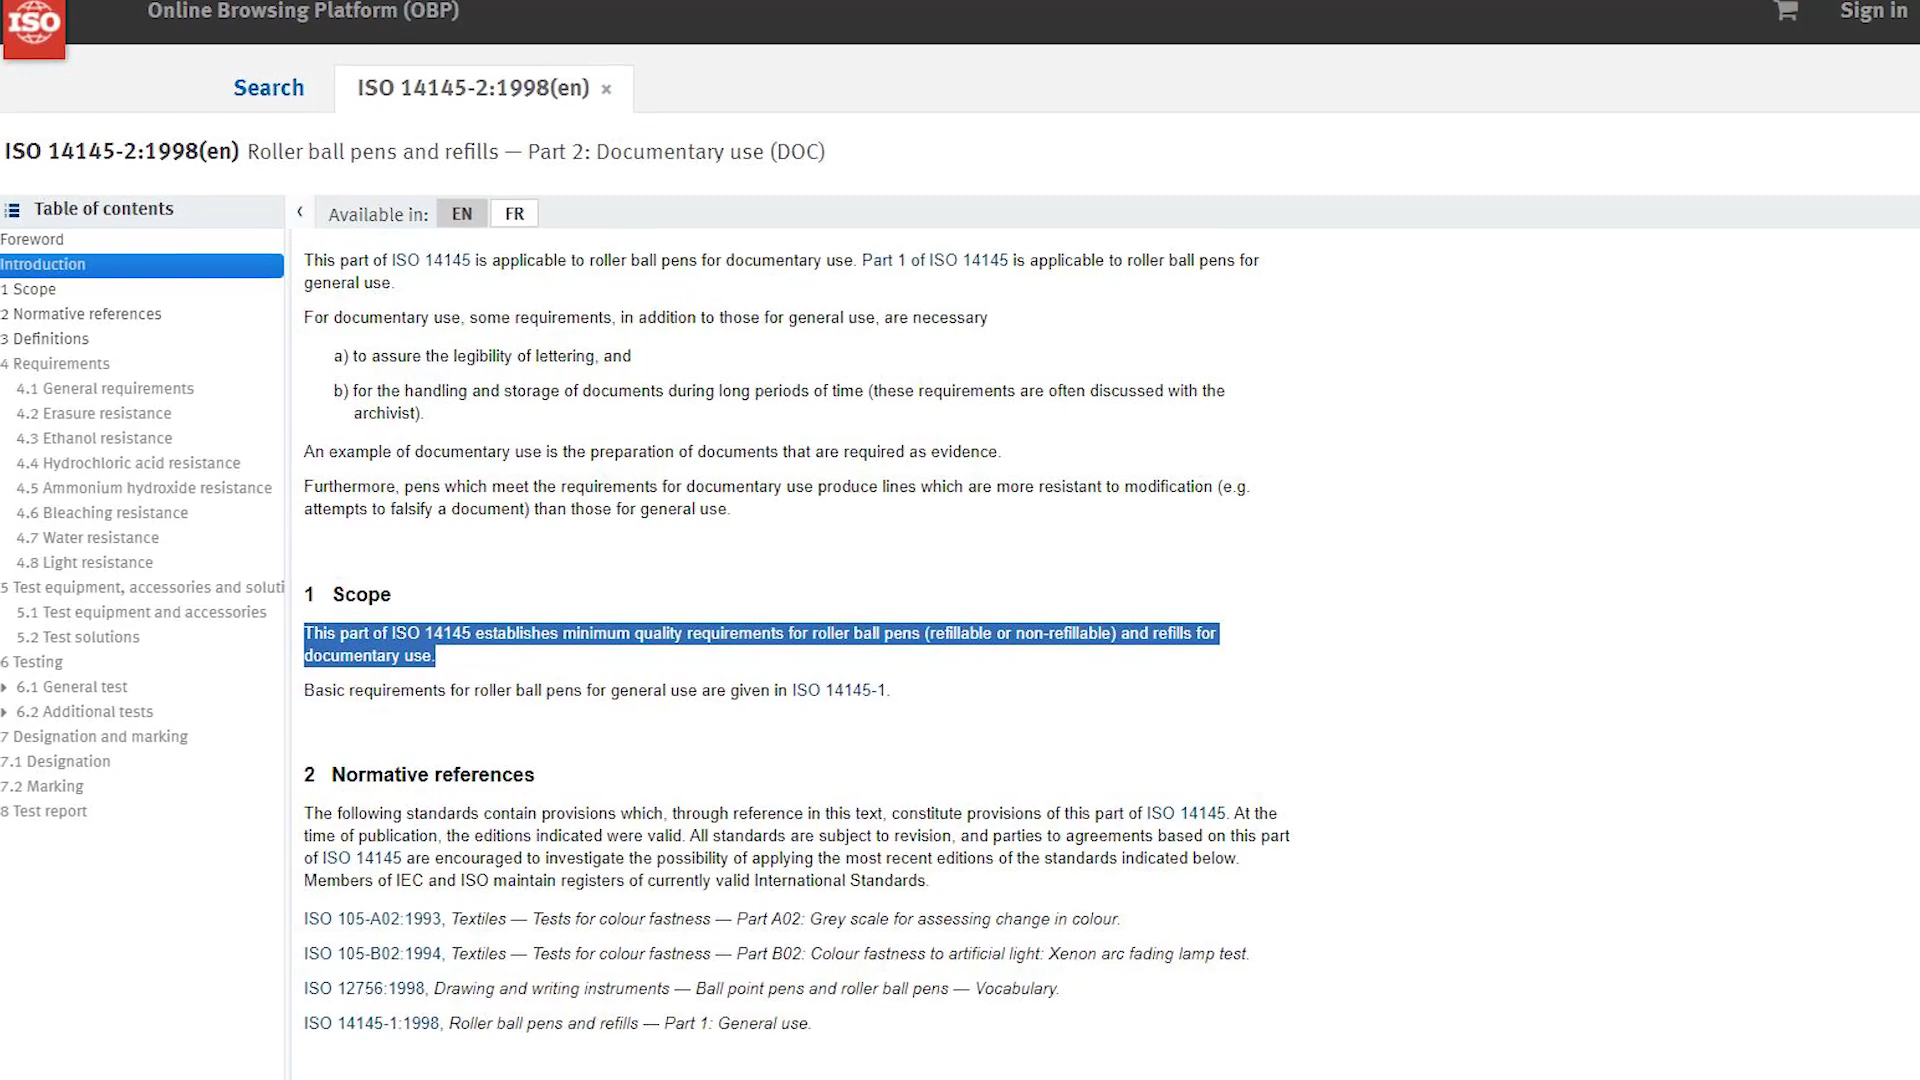 ISO
Online Browsing Platform (OBP)
Sign in
Search
ISO 14145-2:1998(en) ×
ISO 14145-2:1998(en) Roller ball pens and refills — Part 2: Documentary use (DOC)
Table of contents
Foreword
Introduction
1 Scope
2 Normative references
3 Definitions
4 Requirements
4.1 General requirements
4.2 Erasure resistance
4.3 Ethanol resistance
4.4 Hydrochloric acid resistance
4.5 Ammonium hydroxide resistance
4.6 Bleaching resistance
4.7 Water resistance
4.8 Light resistance
5 Test equipment, accessories and soluti
5.1 Test equipment and accessories
5.2 Test solutions
6 Testing
6.1 General test
6.2 Additional tests
7 Designation and marking
7.1 Designation
7.2 Marking
8 Test report
Available in: EN FR
This part of ISO 14145 is applicable to roller ball pens for documentary use. Part 1 of ISO 14145 is applicable to roller ball pens for
general use.
For documentary use, some requirements, in addition to those for general use, are necessary
a) to assure the legibility of lettering, and
b) for the handling and storage of documents during long periods of time (these requirements are often discussed with the
archivist).
An example of documentary use is the preparation of documents that are required as evidence.
Furthermore, pens which meet the requirements for documentary use produce lines which are more resistant to modification (e.g.
attempts to falsify a document) than those for general use.
1 Scope
This part of ISO 14145 establishes minimum quality requirements for roller ball pens (refillable or non-refillable) and refills for
documentary use.
Basic requirements for roller ball pens for general use are given in ISO 14145-1.
2 Normative references
The following standards contain provisions which, through reference in this text, constitute provisions of this part of ISO 14145. At the
time of publication, the editions indicated were valid. All standards are subject to revision, and parties to agreements based on this part
of ISO 14145 are encouraged to investigate the possibility of applying the most recent editions of the standards indicated below.
Members of IEC and ISO maintain registers of currently valid International Standards.
ISO 105-A02:1993, Textiles — Tests for colour fastness — Part A02: Grey scale for assessing change in colour.
ISO 105-B02:1994, Textiles — Tests for colour fastness — Part B02: Colour fastness to artificial light: Xenon arc fading lamp test.
ISO 12756:1998, Drawing and writing instruments — Ball point pens and roller ball pens — Vocabulary.
ISO 14145-1:1998, Roller ball pens and refills — Part 1: General use.